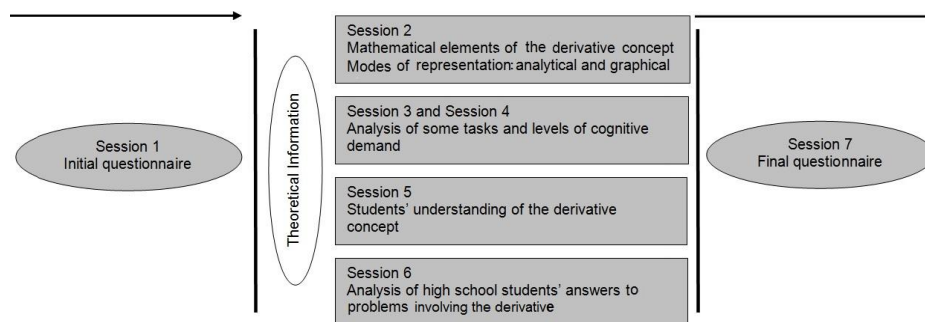 Session 1
Initial questionnaire
Theoretical Information
Session 2
Mathematical elements of the derivative concept
Modes of representation: analytical and graphical
Session 3 and Session 4
Analysis of some tasks and levels of cognitive
demand
Session 5
Students' understanding of the derivative
concept
Session 6
Analysis of high school students' answers to
problems involving the derivative
Session 7
Final questionnaire